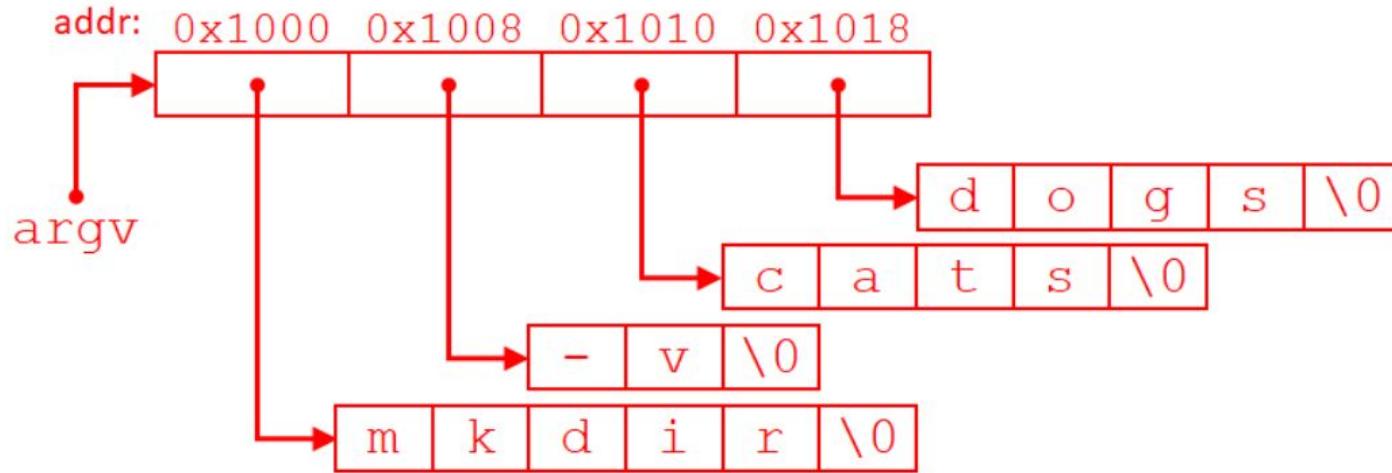 addr: 0x1000 0x1008 0x1010 0x1018
d o g s \0
argv
c a t s \0
- v \0
m k d i r \0